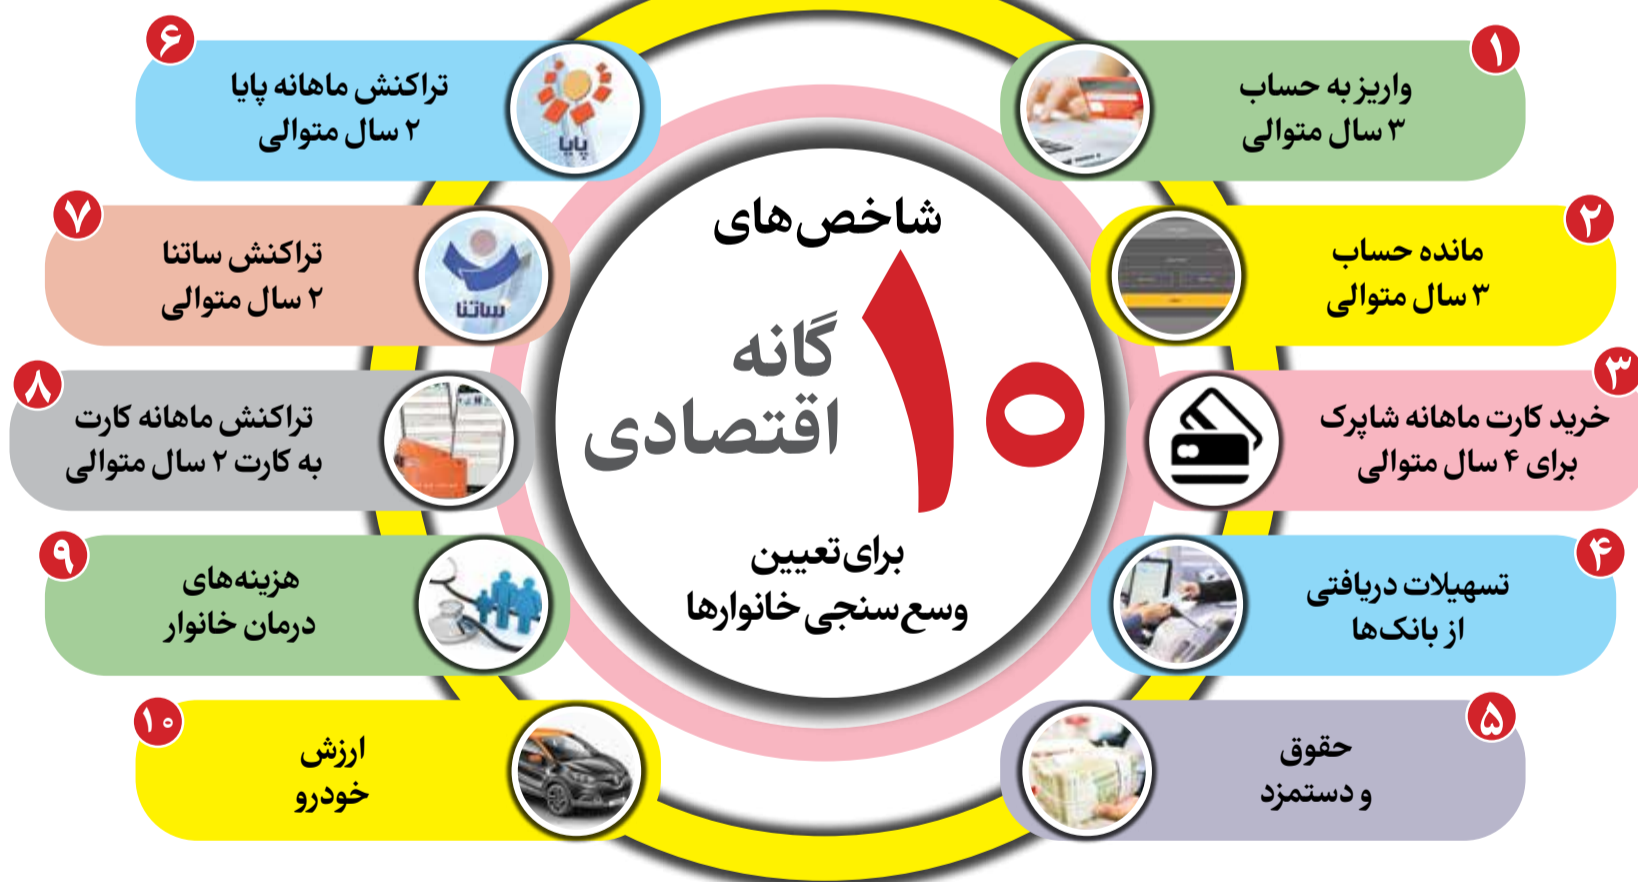 شاخص‌های
۱۰
گانه
اقتصادی
برای تعیین
وسع‌سنجی خانوارها
۱
واریز به حساب
۳ سال متوالی
۲
مانده حساب
۳ سال متوالی
۳
خرید کارت ماهانه شاپرک
برای ۴ سال متوالی
۴
تسهیلات دریافتی
از بانک‌ها
۵
حقوق
و دستمزد
۶
تراکنش ماهانه پایا
۲ سال متوالی
پایا
۷
تراکنش ساتنا
۲ سال متوالی
ساتنا
۸
تراکنش ماهانه کارت
به کارت ۲ سال متوالی
۹
هزینه‌های
درمان خانوار
۱۰
ارزش
خودرو